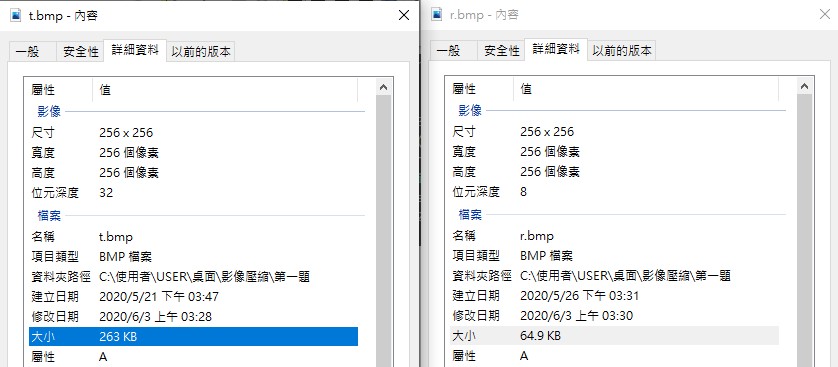 t.bmp - 內容
一般 安全性 詳細資料 以前的版本
屬性 值
影像
尺寸 256 x 256
寬度 256 個像素
高度 256 個像素
位元深度 32
檔案
名稱 t.bmp
項目類型 BMP 檔案
資料夾路徑 C:\使用者\USER\桌面\影像壓縮\第一題
建立日期 2020/5/21 下午 03:47
修改日期 2020/6/3 上午 03:28
大小 263 KB
屬性 A
r.bmp - 內容
一般 安全性 詳細資料 以前的版本
屬性 值
影像
尺寸 256 x 256
寬度 256 個像素
高度 256 個像素
位元深度 8
檔案
名稱 r.bmp
項目類型 BMP 檔案
資料夾路徑 C:\使用者\USER\桌面\影像壓縮\第一題
建立日期 2020/5/26 下午 03:31
修改日期 2020/6/3 上午 03:30
大小 64.9 KB
屬性 A